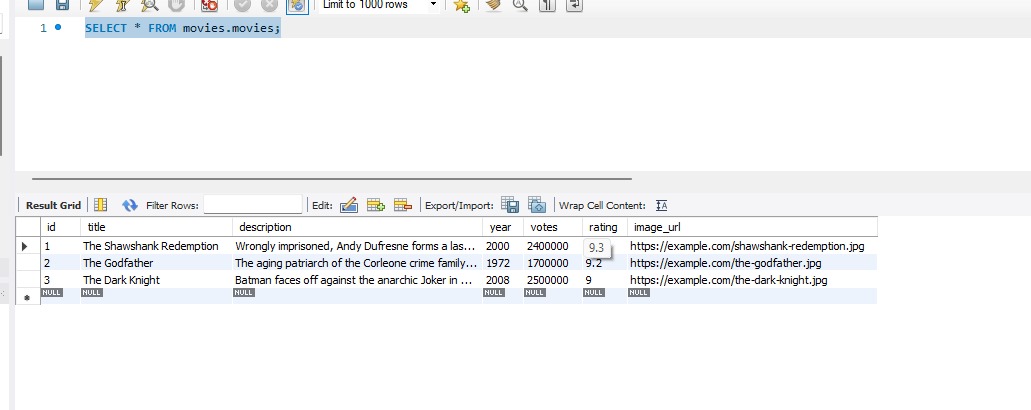 Limit to 1000 rows
1 SELECT * FROM movies.movies;
Result Grid Filter Rows: Edit: Export/Import: Wrap Cell Content:
id title description year votes rating image_url
1 The Shawshank Redemption Wrongly imprisoned, Andy Dufresne forms a las... 2000 2400000 9.3 https://example.com/shawshank-redemption.jpg
2 The Godfather The aging patriarch of the Corleone crime family... 1972 1700000 9.2 https://example.com/the-godfather.jpg
3 The Dark Knight Batman faces off against the anarchic Joker in ... 2008 2500000 9 https://example.com/the-dark-knight.jpg
NULL NULL NULL NULL NULL NULL NULL